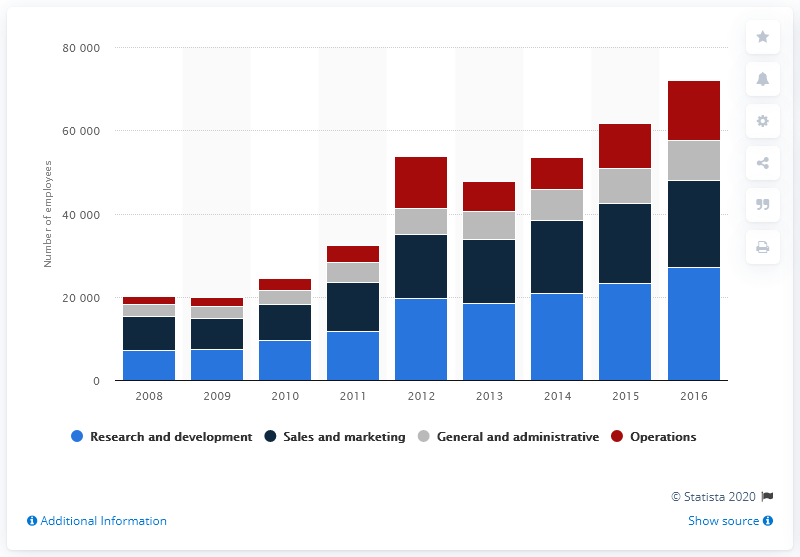 80 000
60 000
40 000
20 000
0
Number of employees
2008 2009 2010 2011 2012 2013 2014 2015 2016
Research and development Sales and marketing General and administrative Operations
© Statista 2020
Additional Information Show source